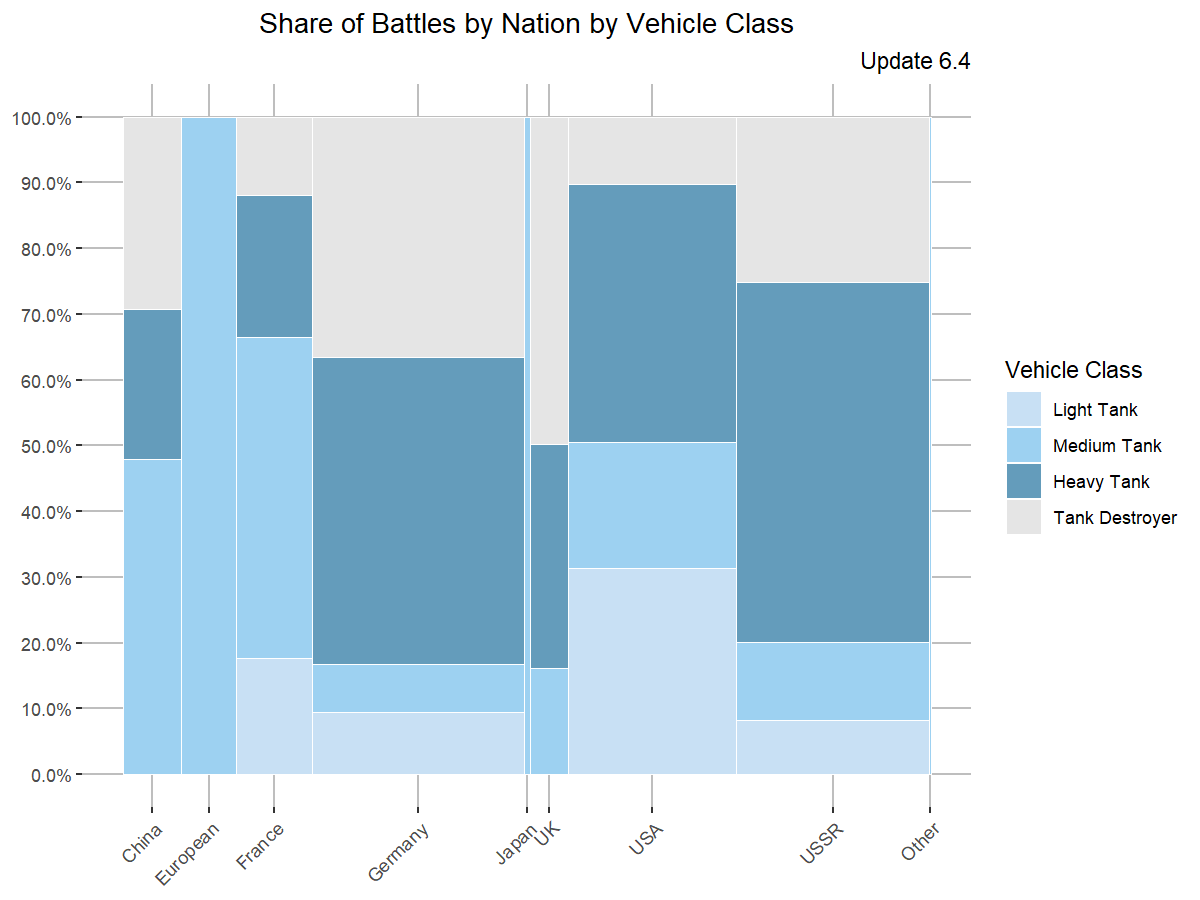 Share of Battles by Nation by Vehicle Class
Update 6.4
100.0%
90.0%
80.0%
70.0%
60.0%
50.0%
40.0%
30.0%
20.0%
10.0%
0.0%
China
European
France
Germany
Japan
UK
USA
USSR
Other
Vehicle Class
Light Tank
Medium Tank
Heavy Tank
Tank Destroyer